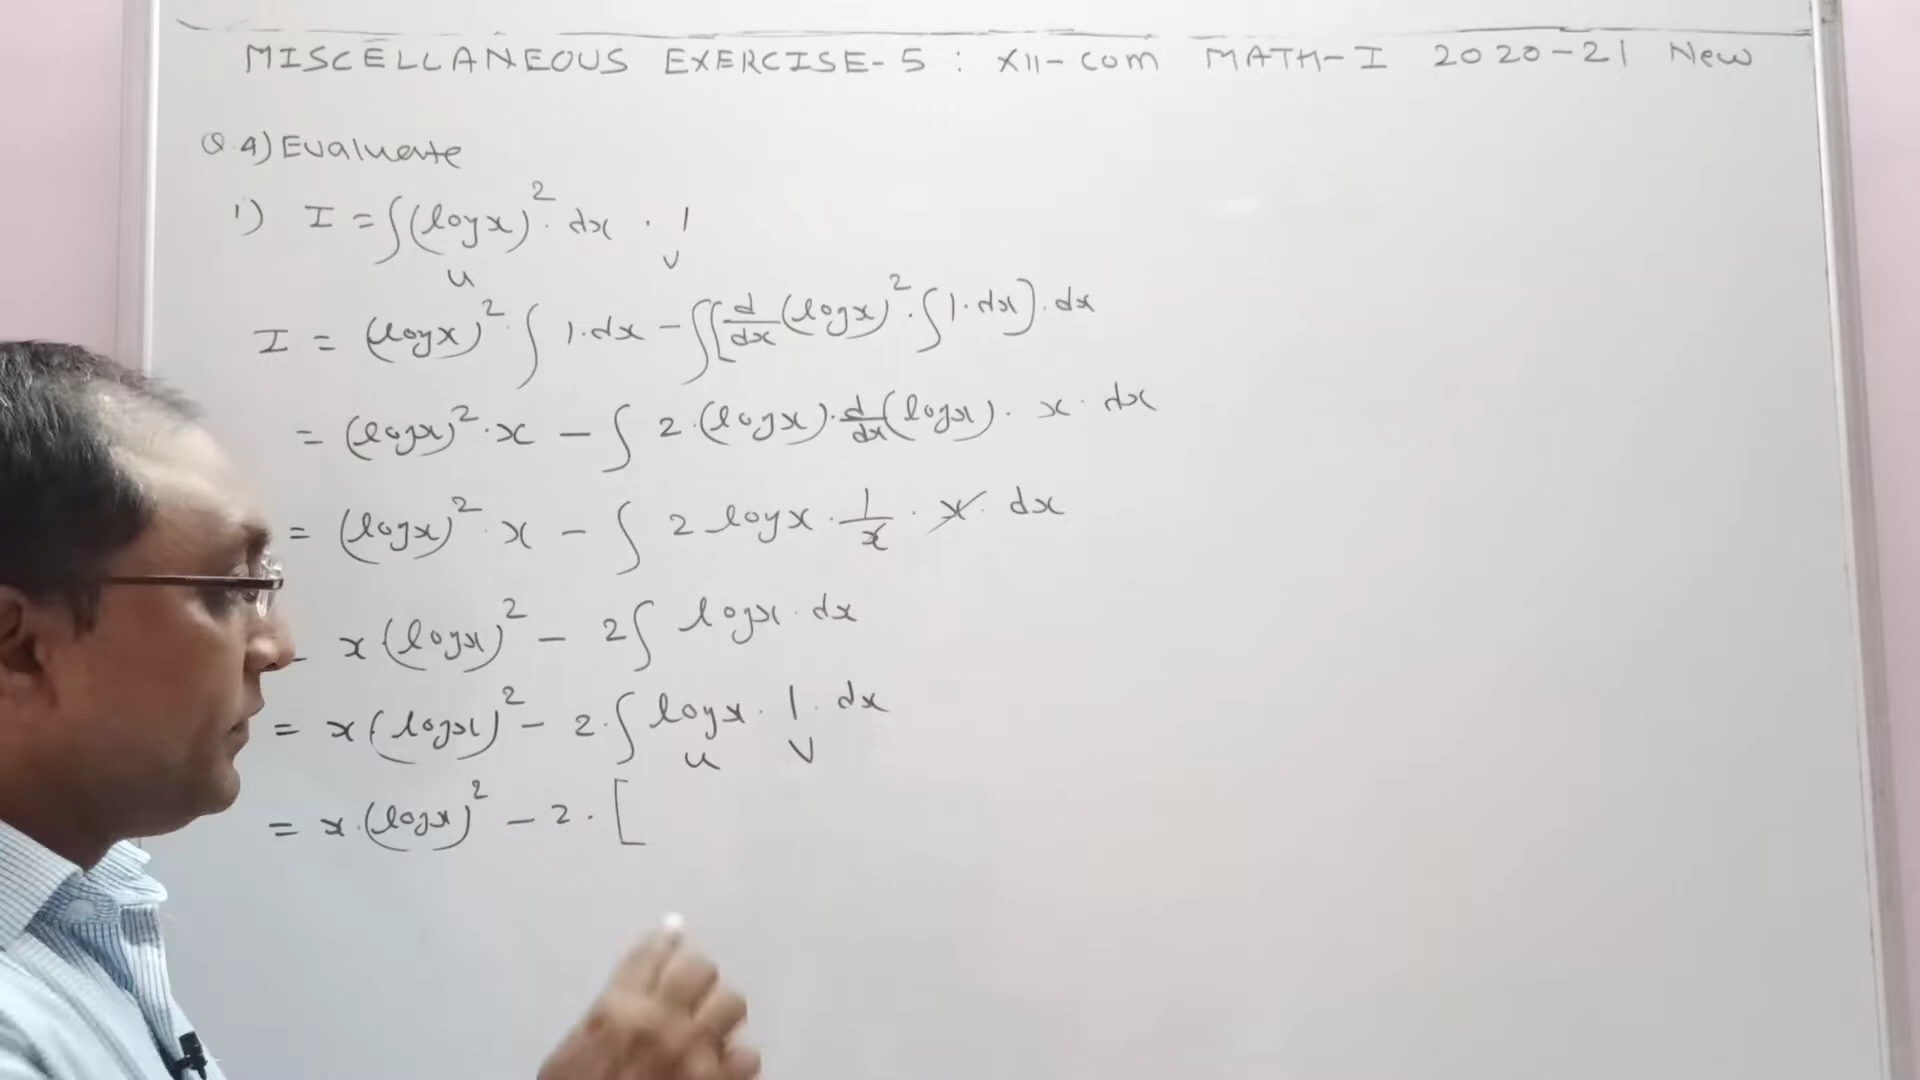 MISCELLANEOUS EXERCISE-5 : XII-com MATH-I 2020-21 New
Q.4) Evaluate
1) I = ∫(logx)². dx . 1
u v
I = (logx)². ∫ 1.dx - ∫[d/dx (logx)². ∫1.dx]. dx
= (logx)². x - ∫ 2.(logx). d/dx (logx). x. dx
= (logx)². x - ∫ 2 logx . 1/x . x. dx
x(logx)² - 2∫ logx. dx
= x(logx)² - 2.∫ logx . 1. dx
u v
= x.(logx)² - 2. [